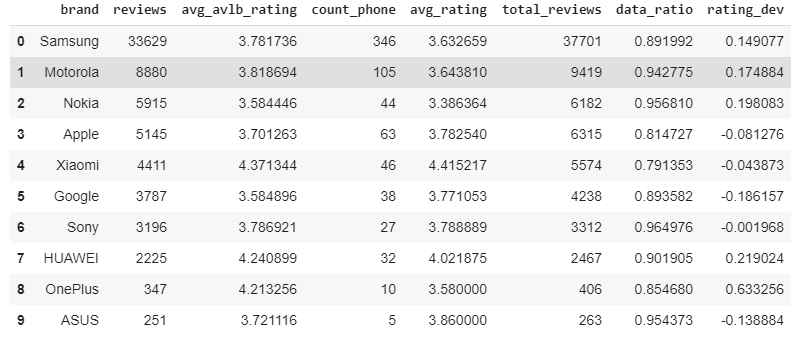 brand reviews avg_avlb_rating count_phone avg_rating total_reviews data_ratio rating_dev
0 Samsung 33629 3.781736 346 3.632659 37701 0.891992 0.149077
1 Motorola 8880 3.818694 105 3.643810 9419 0.942775 0.174884
2 Nokia 5915 3.584446 44 3.386364 6182 0.956810 0.198083
3 Apple 5145 3.701263 63 3.782540 6315 0.814727 -0.081276
4 Xiaomi 4411 4.371344 46 4.415217 5574 0.791353 -0.043873
5 Google 3787 3.584896 38 3.771053 4238 0.893582 -0.186157
6 Sony 3196 3.786921 27 3.788889 3312 0.964976 -0.001968
7 HUAWEI 2225 4.240899 32 4.021875 2467 0.901905 0.219024
8 OnePlus 347 4.213256 10 3.580000 406 0.854680 0.633256
9 ASUS 251 3.721116 5 3.860000 263 0.954373 -0.138884